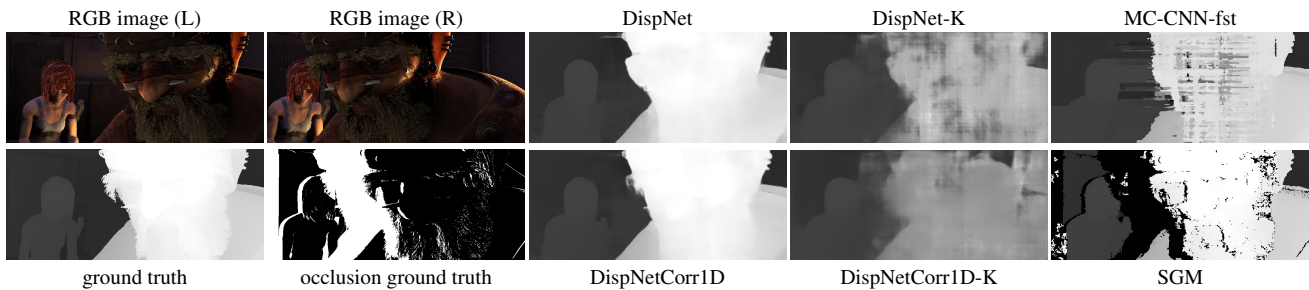 RGB image (L) RGB image (R) DispNet DispNet-K MC-CNN-fst
ground truth occlusion ground truth DispNetCorr1D DispNetCorr1D-K SGM